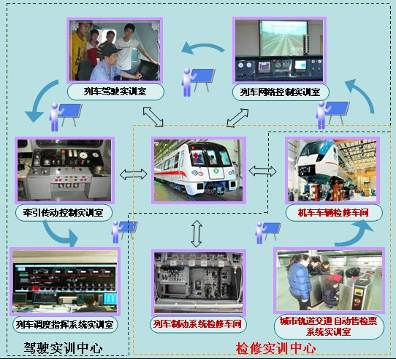 列车驾驶实训室
列车网络控制实训室
牵引传动控制实训室
机车车辆检修车间
列车调度指挥系统实训室
列车制动系统检修车间
城市轨道交通自动售检票
系统实训室
驾驶实训中心
检修实训中心